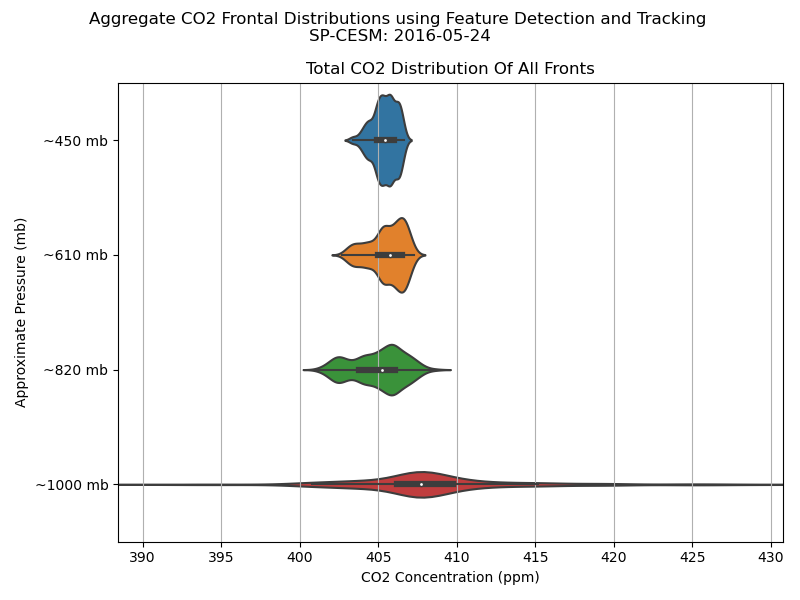 Aggregate CO2 Frontal Distributions using Feature Detection and Tracking
SP-CESM: 2016-05-24
Total CO2 Distribution Of All Fronts
~450 mb
~610 mb
~820 mb
~1000 mb
Approximate Pressure (mb)
390 395 400 405 410 415 420 425 430
CO2 Concentration (ppm)